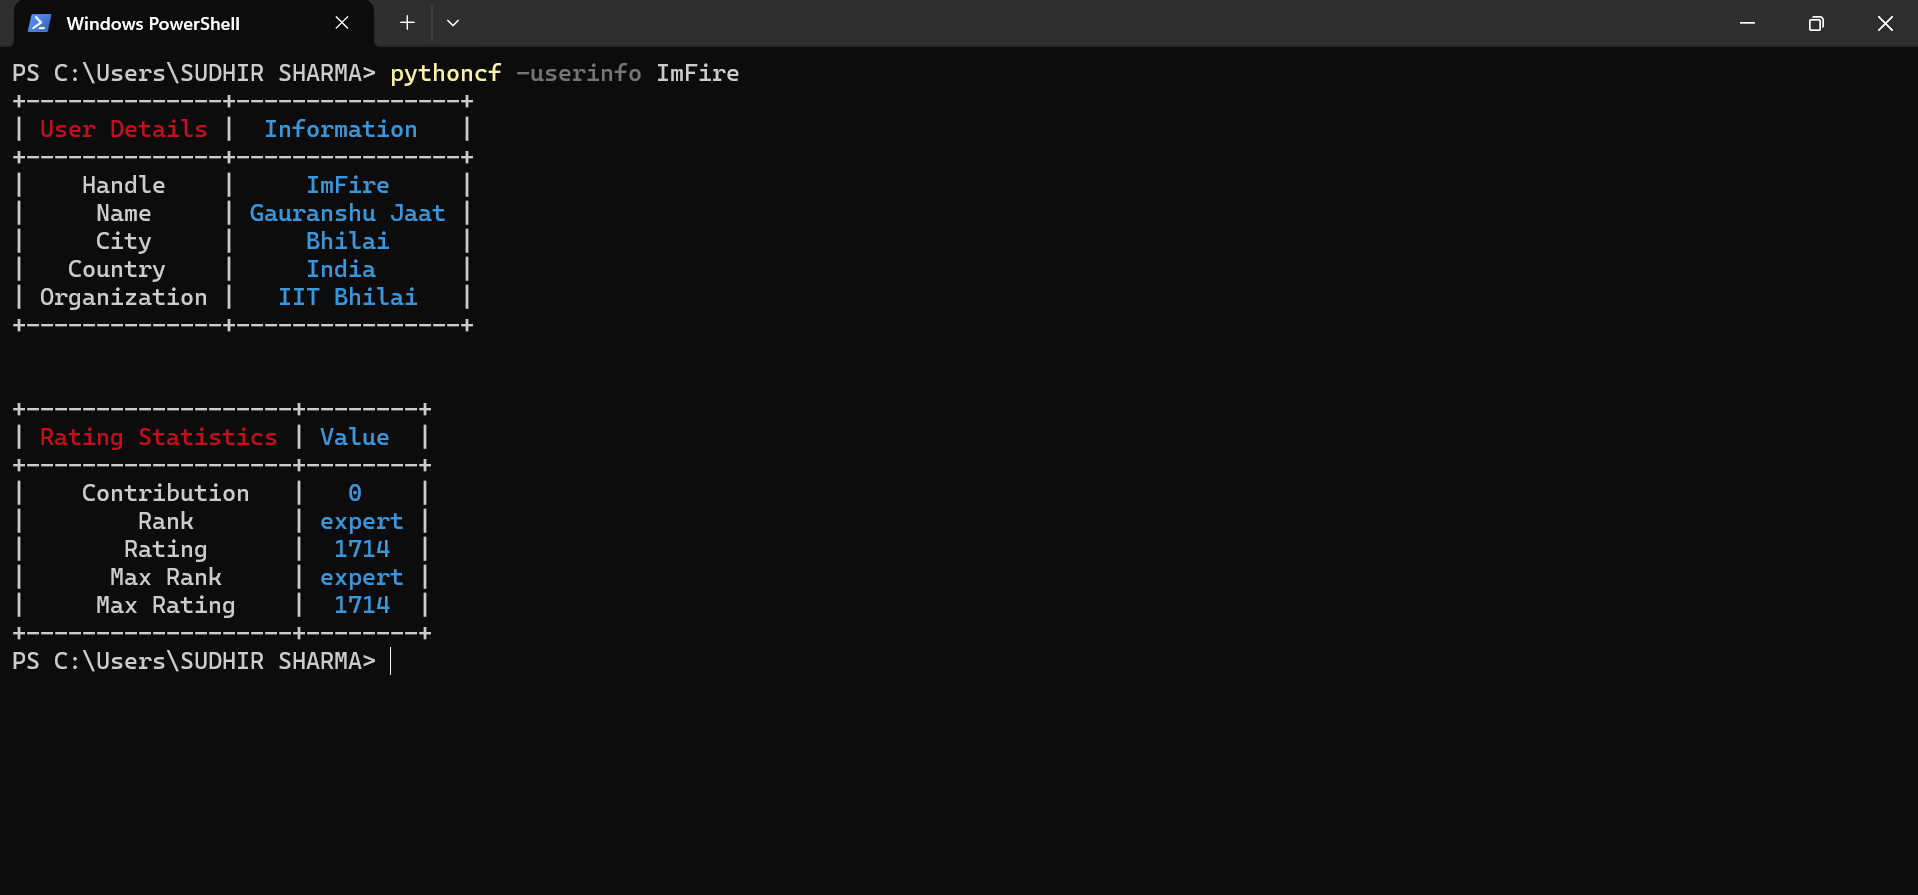 Windows PowerShell
PS C:\Users\SUDHIR SHARMA> pythoncf -userinfo ImFire
+--------------+----------------+
| User Details |  Information   |
+--------------+----------------+
|    Handle    |     ImFire     |
|     Name     | Gauranshu Jaat |
|     City     |     Bhilai     |
|   Country    |     India      |
| Organization |   IIT Bhilai   |
+--------------+----------------+
+-------------------+--------+
| Rating Statistics | Value  |
+-------------------+--------+
|    Contribution   |   0    |
|        Rank       | expert |
|       Rating      |  1714  |
|      Max Rank     | expert |
|     Max Rating    |  1714  |
+-------------------+--------+
PS C:\Users\SUDHIR SHARMA>